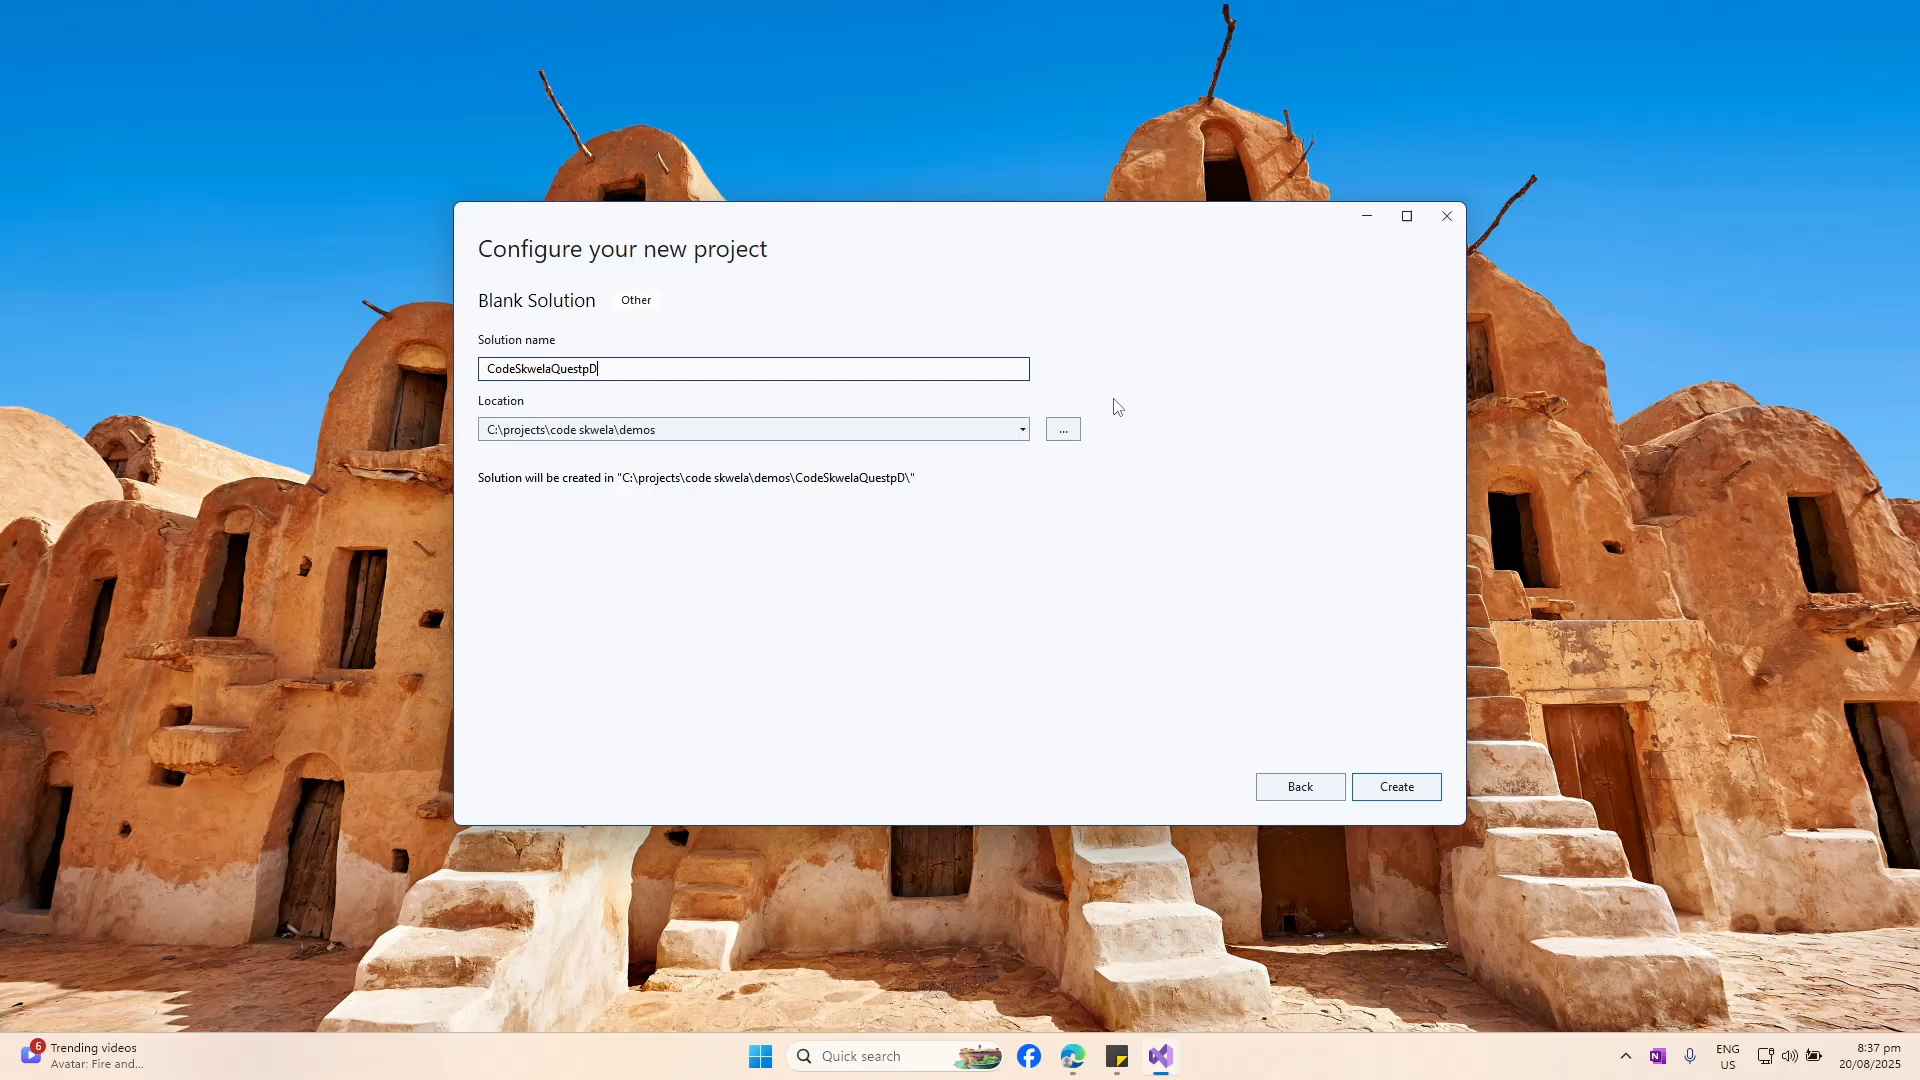 Configure your new project
Blank Solution Other
Solution name
CodeSkwelaQuestpD
Location
C:\projects\code skwela\demos
...
Solution will be created in "C:\projects\code skwela\demos\CodeSkwelaQuestpD\"
Back Create
6 Trending videos
Avatar: Fire and...
Quick search
ENG
US
8:37 pm
20/08/2025